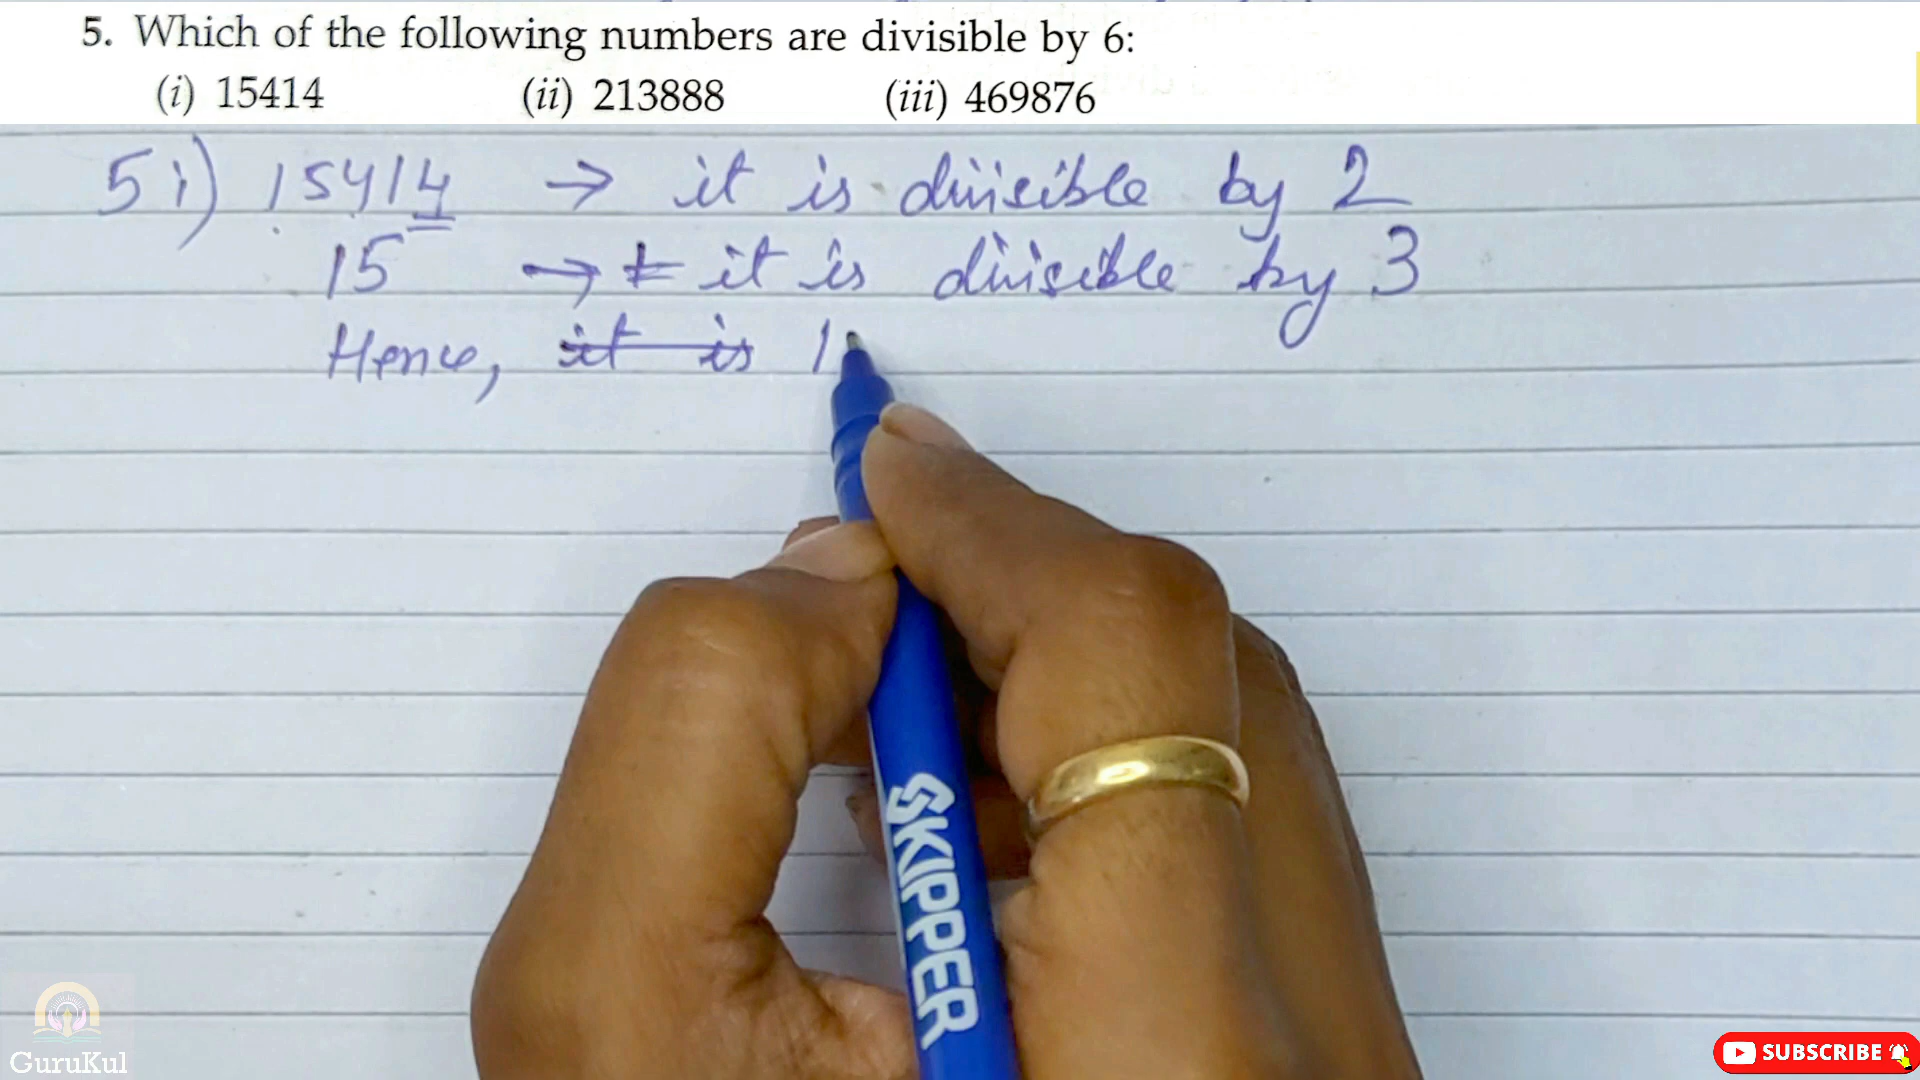 5. Which of the following numbers are divisible by 6:
(i) 15414 (ii) 213888 (iii) 469876
5 i) 15414 → it is divisible by 2
15 → it is divisible by 3
Hence, it is 1
SKIPPER
GuruKul
SUBSCRIBE